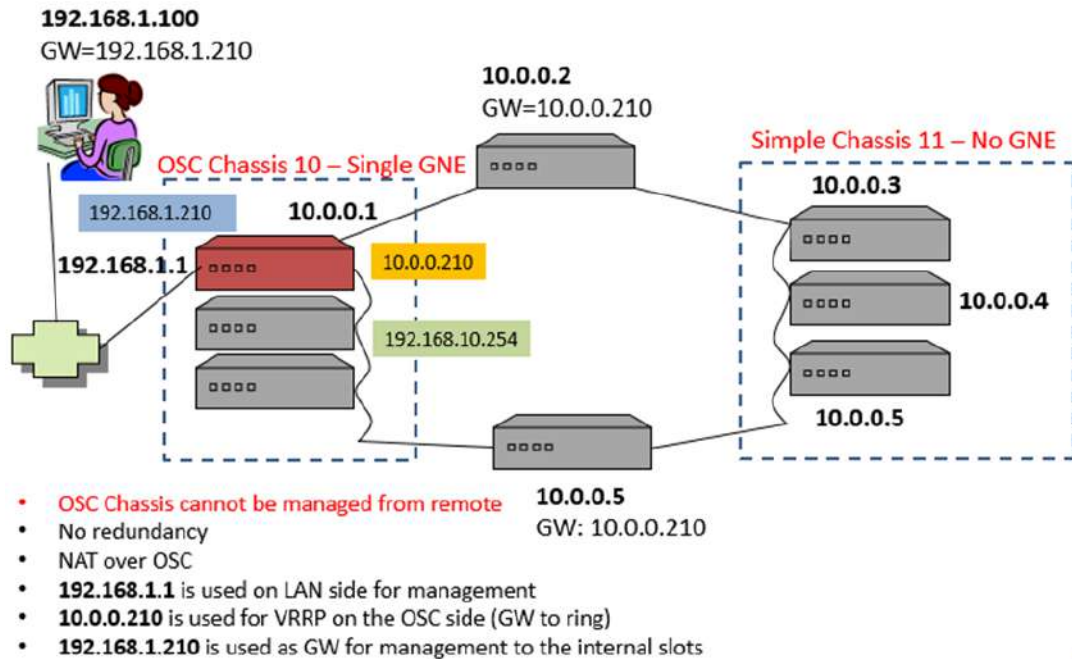 192.168.1.100
GW=192.168.1.210
10.0.0.2
GW=10.0.0.210
OSC Chassis 10 – Single GNE
Simple Chassis 11 – No GNE
192.168.1.210
10.0.0.1
10.0.0.3
192.168.1.1
10.0.0.210
10.0.0.4
192.168.10.254
10.0.0.5
10.0.0.5
GW: 10.0.0.210
• OSC Chassis cannot be managed from remote
• No redundancy
• NAT over OSC
• 192.168.1.1 is used on LAN side for management
• 10.0.0.210 is used for VRRP on the OSC side (GW to ring)
• 192.168.1.210 is used as GW for management to the internal slots